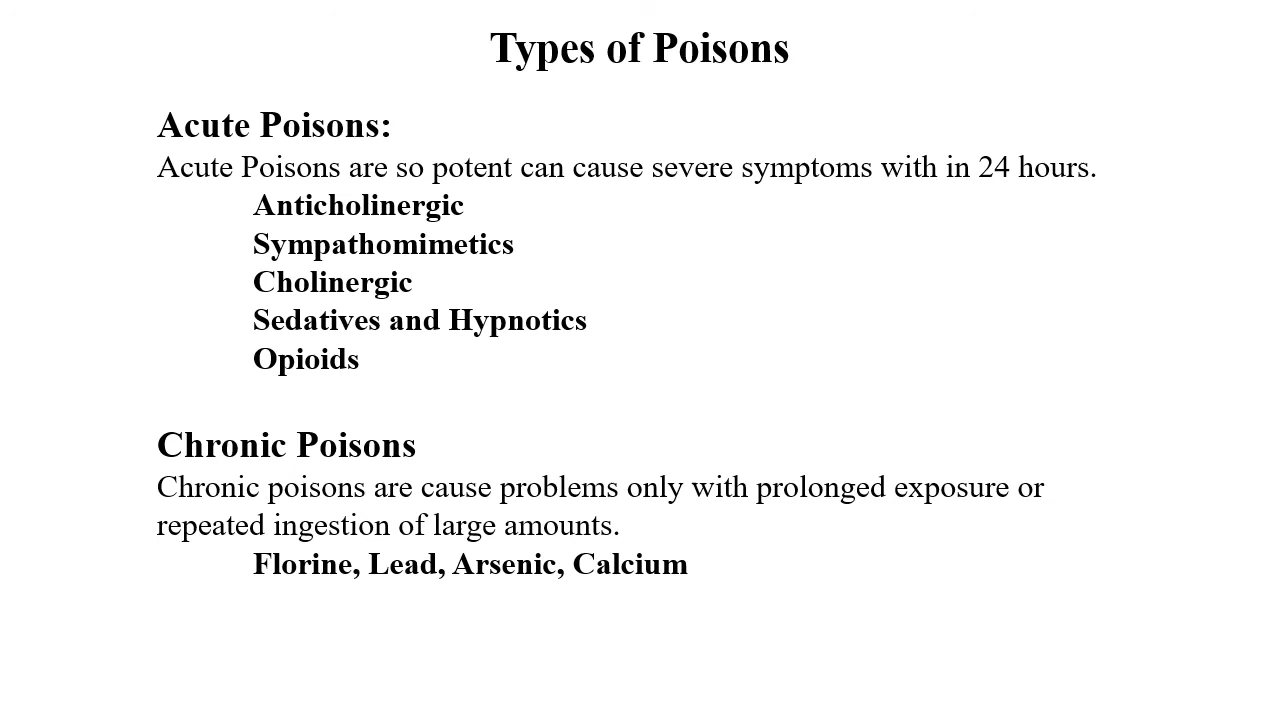 Types of Poisons
Acute Poisons:
Acute Poisons are so potent can cause severe symptoms with in 24 hours.
Anticholinergic
Sympathomimetics
Cholinergic
Sedatives and Hypnotics
Opioids
Chronic Poisons
Chronic poisons are cause problems only with prolonged exposure or
repeated ingestion of large amounts.
Florine, Lead, Arsenic, Calcium